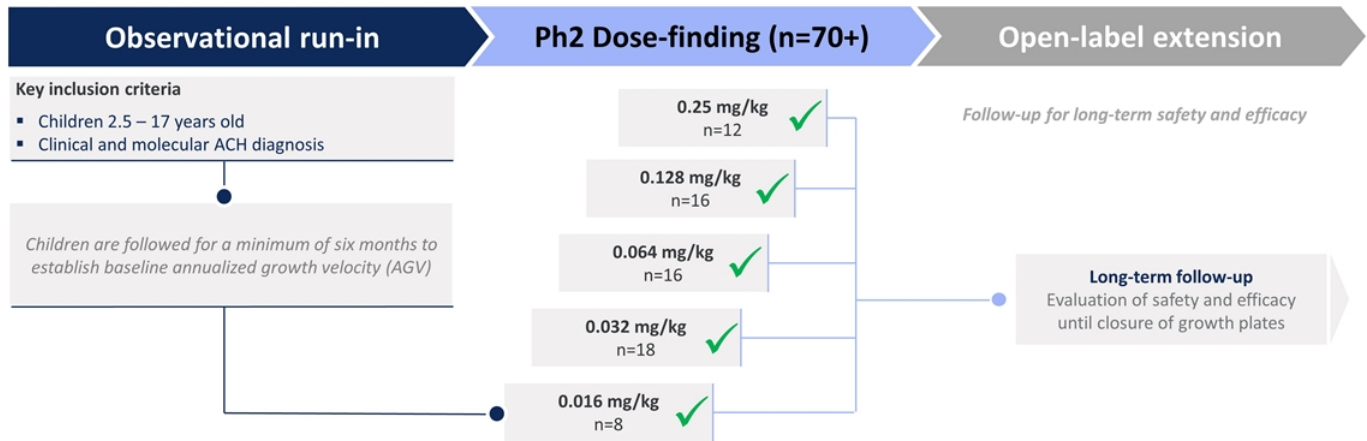 Observational run-in
Ph2 Dose-finding (n=70+)
Open-label extension
Key inclusion criteria
▪ Children 2.5 – 17 years old
▪ Clinical and molecular ACH diagnosis
Children are followed for a minimum of six months to
establish baseline annualized growth velocity (AGV)
0.25 mg/kg
n=12
0.128 mg/kg
n=16
0.064 mg/kg
n=16
0.032 mg/kg
n=18
0.016 mg/kg
n=8
Follow-up for long-term safety and efficacy
Long-term follow-up
Evaluation of safety and efficacy
until closure of growth plates